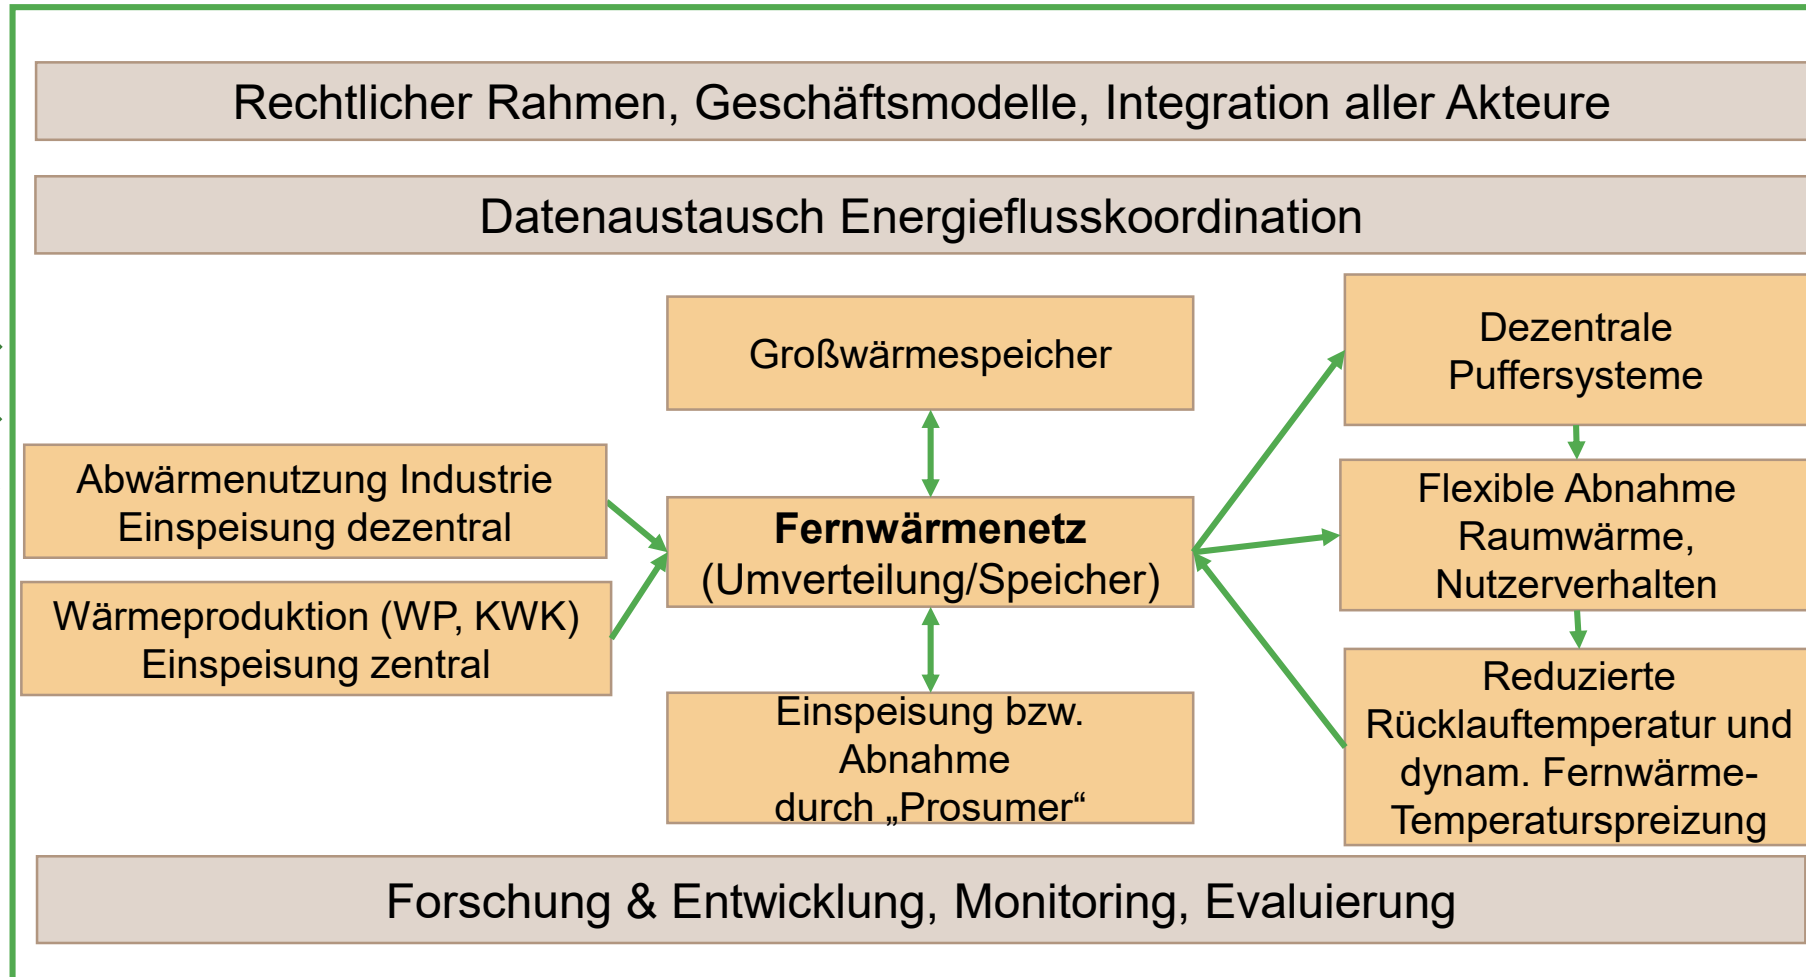 Rechtlicher Rahmen, Geschäftsmodelle, Integration aller Akteure
Datenaustausch Energieflusskoordination
Großwärmespeicher
Dezentrale
Puffersysteme
Abwärmenutzung Industrie
Einspeisung dezentral
Fernwärmenetz
(Umverteilung/Speicher)
Flexible Abnahme
Raumwärme,
Nutzerverhalten
Wärmeproduktion (WP, KWK)
Einspeisung zentral
Einspeisung bzw.
Abnahme
durch „Prosumer“
Reduzierte
Rücklauftemperatur und
dynam. Fernwärme-
Temperaturspreizung
Forschung & Entwicklung, Monitoring, Evaluierung